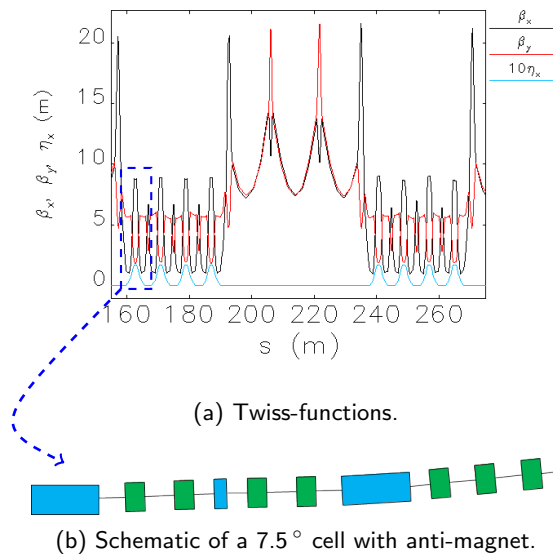 β_x
β_y
10η_x
20
15
10
5
0
β_x, β_y, η_x (m)
160 180 200 220 240 260
s (m)
(a) Twiss-functions.
(b) Schematic of a 7.5° cell with anti-magnet.